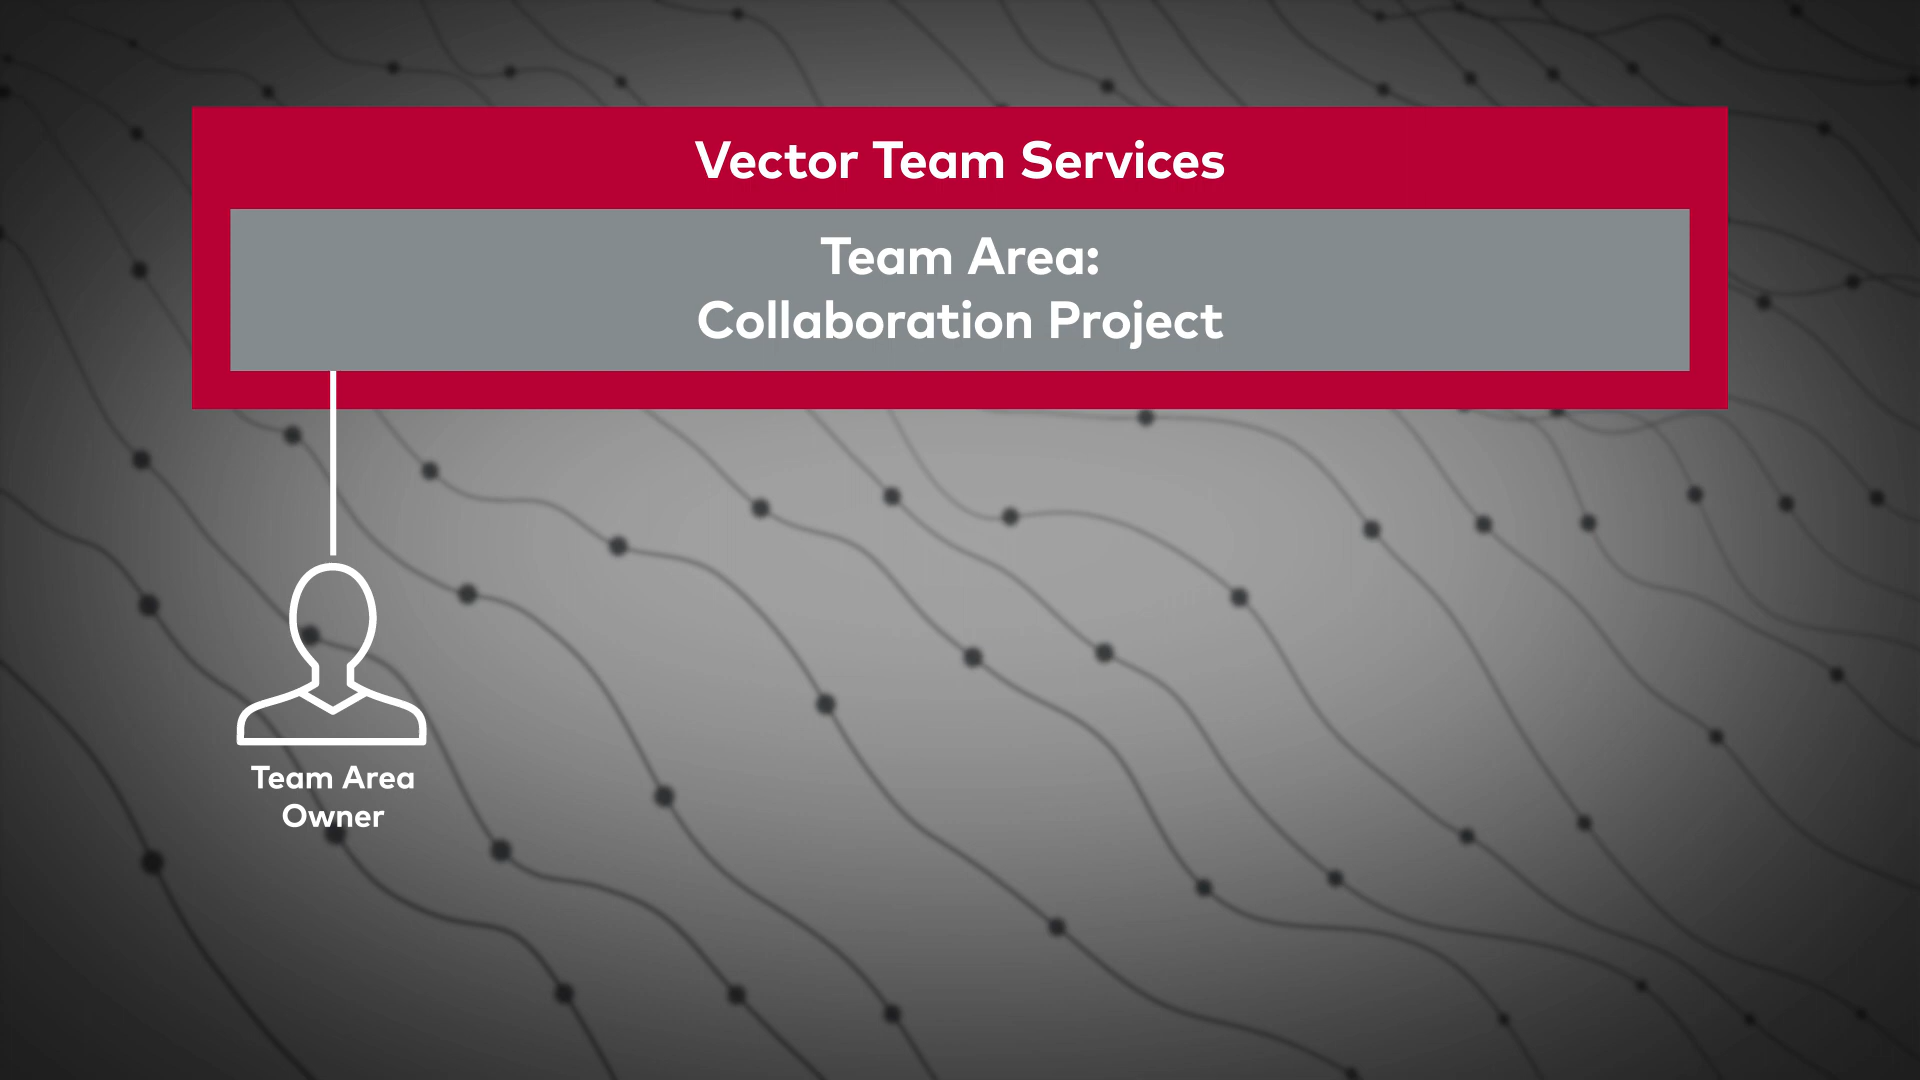 Vector Team Services
Team Area:
Collaboration Project
Team Area
Owner